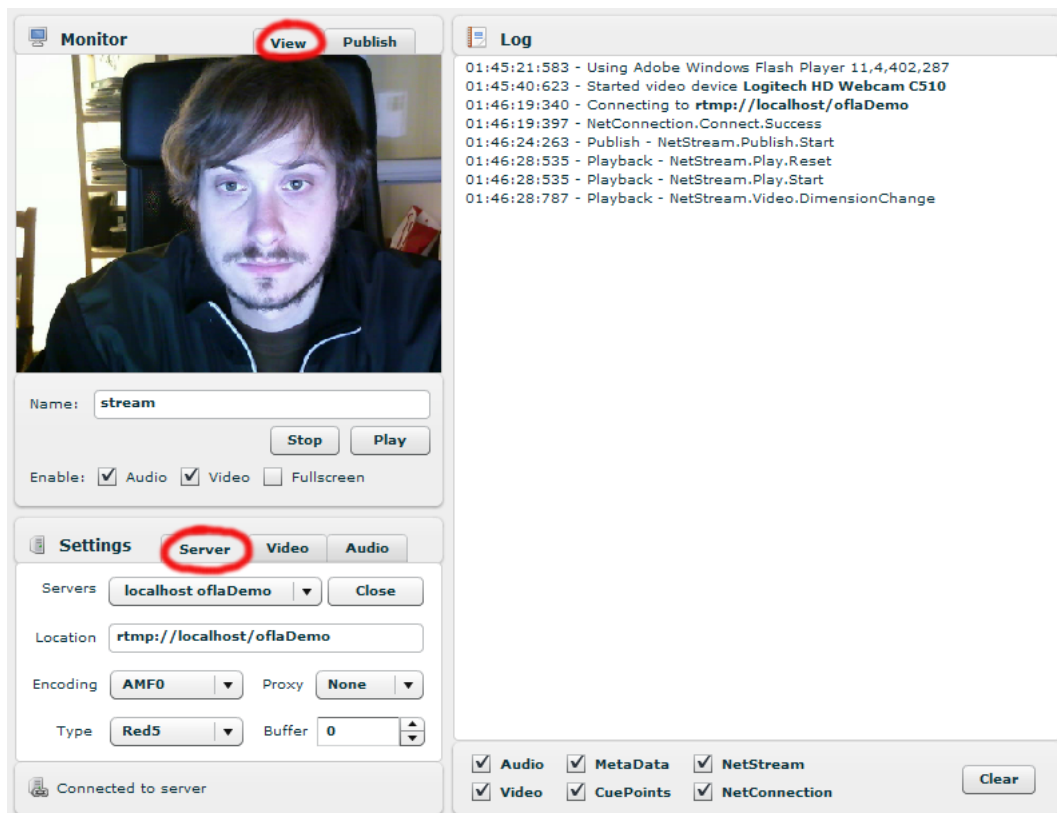 Monitor View Publish
Name: stream
Stop Play
Enable: Audio Video Fullscreen
Settings Server Video Audio
Servers localhost oflaDemo Close
Location rtmp://localhost/oflaDemo
Encoding AMF0 Proxy None
Type Red5 Buffer 0
Connected to server
Log
01:45:21:583 - Using Adobe Windows Flash Player 11,4,402,287
01:45:40:623 - Started video device Logitech HD Webcam C510
01:46:19:340 - Connecting to rtmp://localhost/oflaDemo
01:46:19:397 - NetConnection.Connect.Success
01:46:24:263 - Publish - NetStream.Publish.Start
01:46:28:535 - Playback - NetStream.Play.Reset
01:46:28:535 - Playback - NetStream.Play.Start
01:46:28:787 - Playback - NetStream.Video.DimensionChange
Audio MetaData NetStream
Video CuePoints NetConnection
Clear